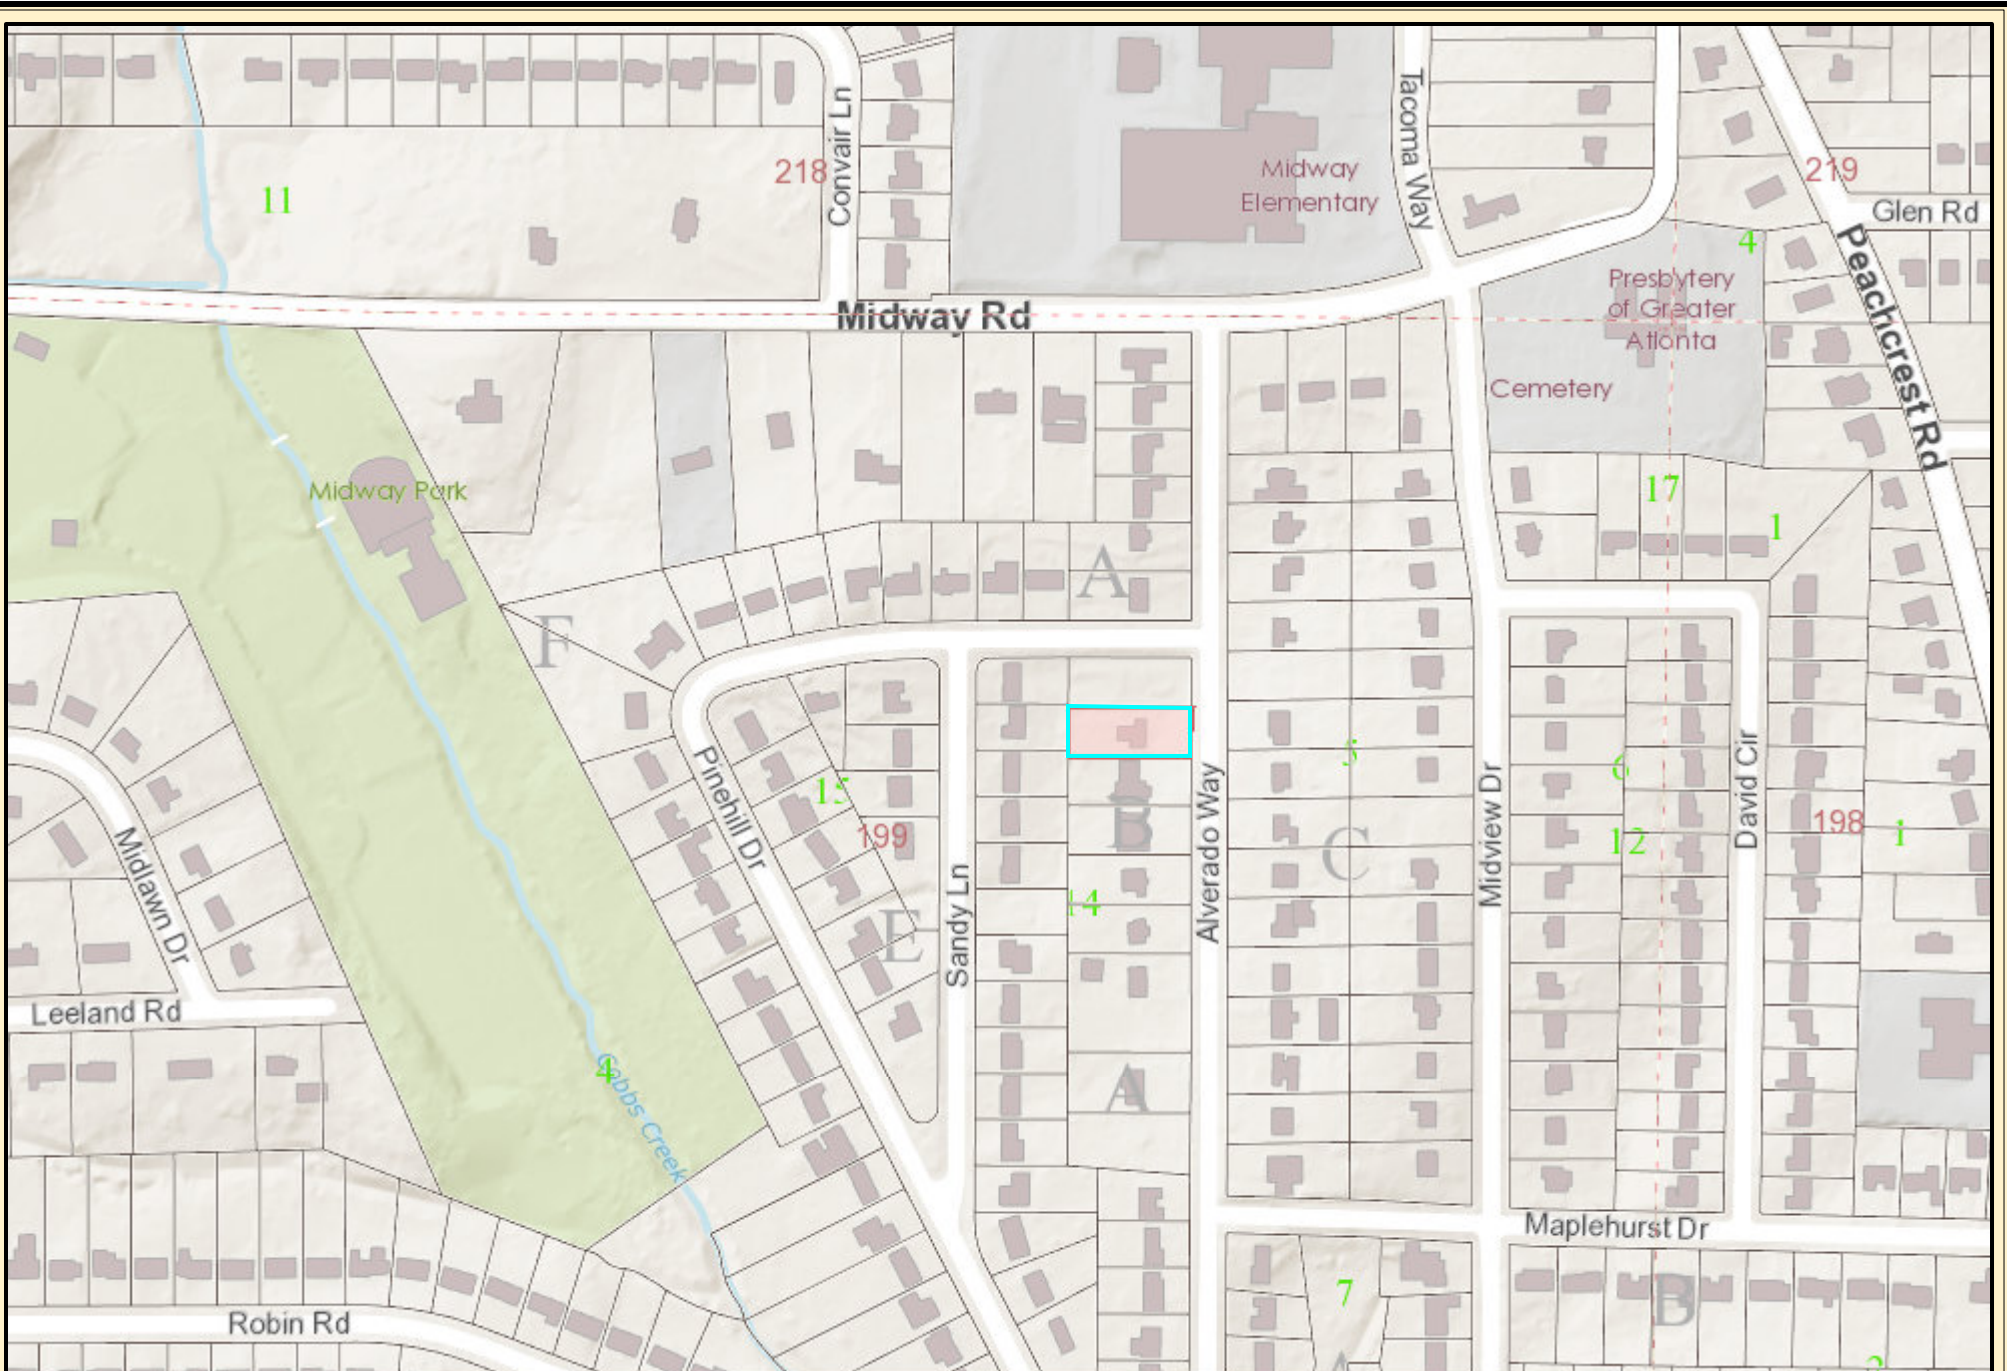 Convair Ln
Tacoma Way
218
Midway
Elementary
219
11
Glen Rd
4
Peachcrest Rd
Presbytery
of Greater
Atlanta
Midway Rd
Cemetery
Midway Park
17
1
A
F
Pinehill Dr
15
5
6
B
199
Alverado Way
C
Midview Dr
12
David Cir
198
1
Midlawn Dr
14
E
Sandy Ln
Leeland Rd
4
Cobbs Creek
A
Maplehurst Dr
7
B
Robin Rd